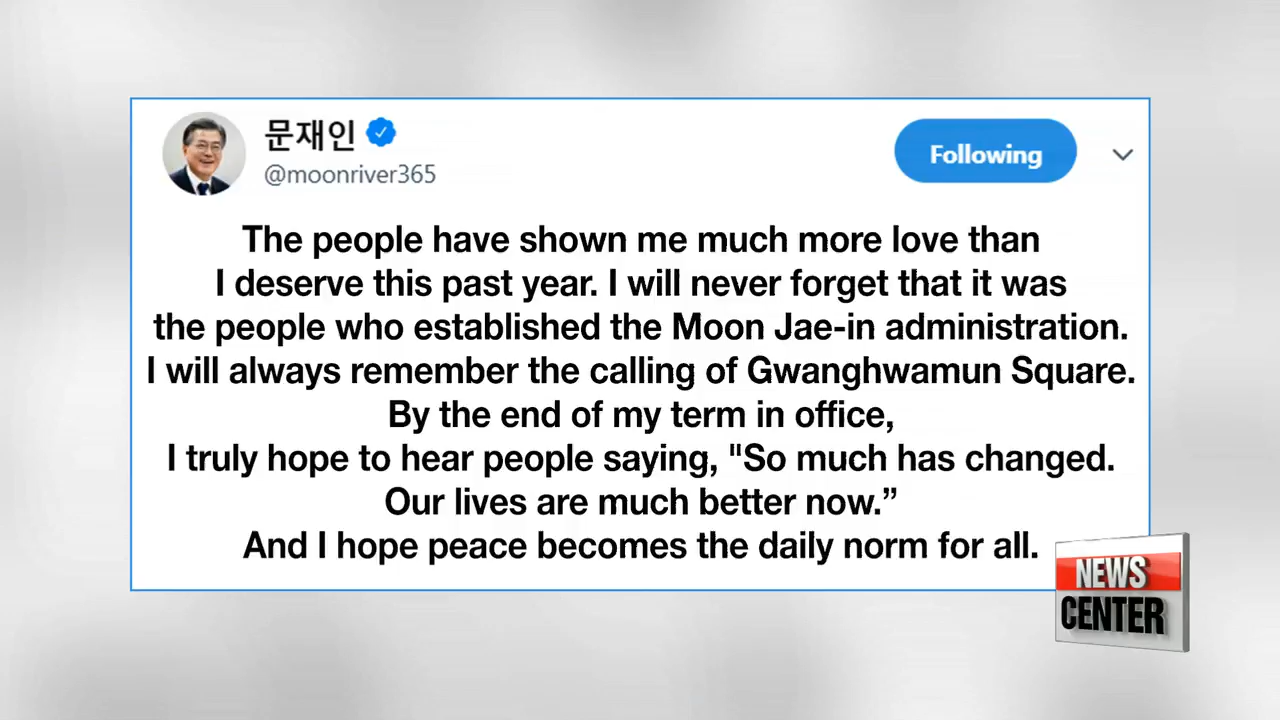 문재인
@moonriver365
Following
The people have shown me much more love than
I deserve this past year. I will never forget that it was
the people who established the Moon Jae-in administration.
I will always remember the calling of Gwanghwamun Square.
By the end of my term in office,
I truly hope to hear people saying, "So much has changed.
Our lives are much better now.”
And I hope peace becomes the daily norm for all.
NEWS
CENTER